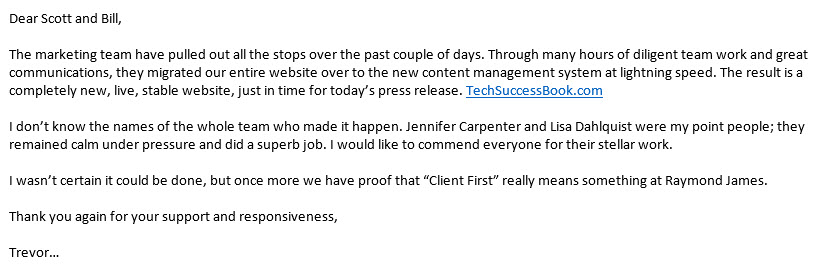 Dear Scott and Bill,
The marketing team have pulled out all the stops over the past couple of days. Through many hours of diligent team work and great
communications, they migrated our entire website over to the new content management system at lightning speed. The result is a
completely new, live, stable website, just in time for today’s press release. TechSuccessBook.com
I don’t know the names of the whole team who made it happen. Jennifer Carpenter and Lisa Dahlquist were my point people; they
remained calm under pressure and did a superb job. I would like to commend everyone for their stellar work.
I wasn’t certain it could be done, but once more we have proof that “Client First” really means something at Raymond James.
Thank you again for your support and responsiveness,
Trevor…